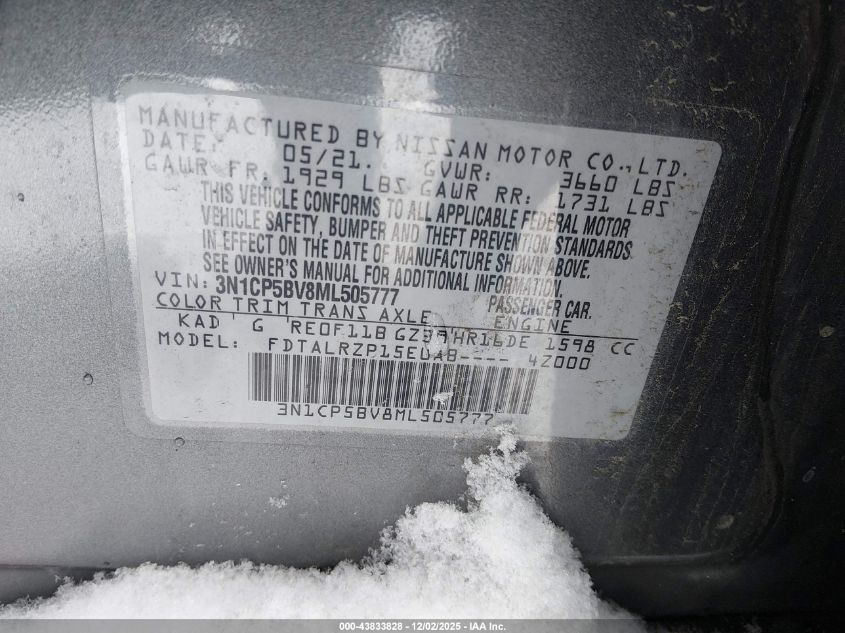 MANUFACTURED BY NISSAN MOTOR CO., LTD.
DATE: 05/21. GVWR: 3660 LBS
GAWR FR: 1929 LBS GAWR RR: 1731 LBS
THIS VEHICLE CONFORMS TO ALL APPLICABLE FEDERAL MOTOR
VEHICLE SAFETY, BUMPER AND THEFT PREVENTION STANDARDS
IN EFFECT ON THE DATE OF MANUFACTURE SHOWN ABOVE.
SEE OWNER'S MANUAL FOR ADDITIONAL INFORMATION.
VIN: 3N1CP5BV8ML505777 PASSENGER CAR.
COLOR TRIM TRANS AXLE ENGINE
KAD ' G 'RE0F11B HR16DE 1598 CC
MODEL: FDTALRZP15EUAB---- 4Z000
3N1CP5BV8ML505777
000-43833828 - 12/02/2025 - IAA Inc.